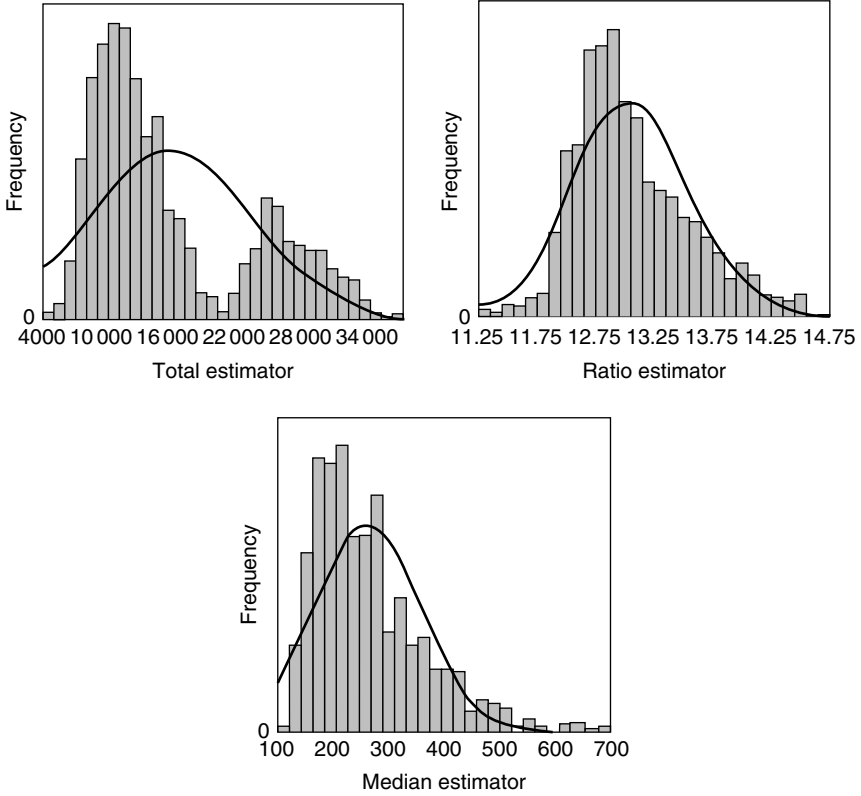 Frequency
0
4000 10 000 16 000 22 000 28 000 34 000
Total estimator
Frequency
0
11.25 11.75 12.75 13.25 13.75 14.25 14.75
Ratio estimator
Frequency
0
100 200 300 400 500 600 700
Median estimator